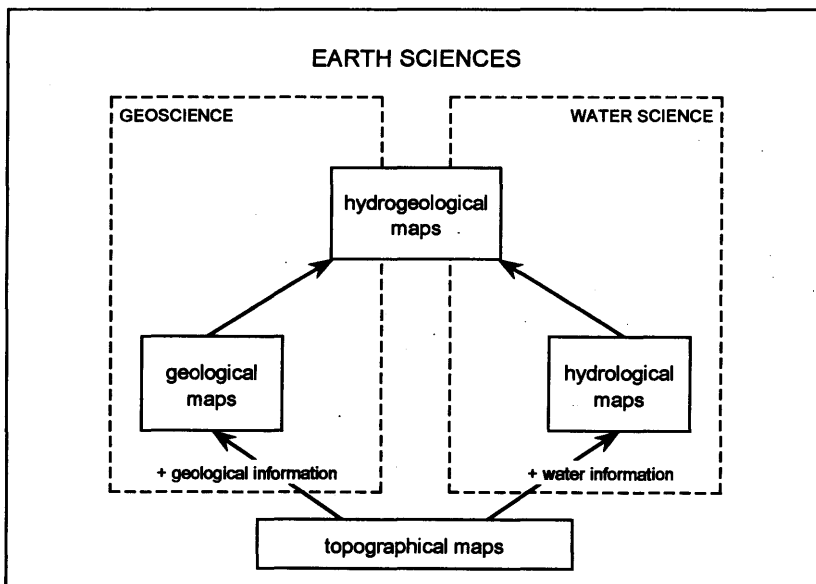 EARTH SCIENCES
GEOSCIENCE
WATER SCIENCE
hydrogeological
maps
geological
maps
hydrological
maps
+ geological information
+ water information
topographical maps